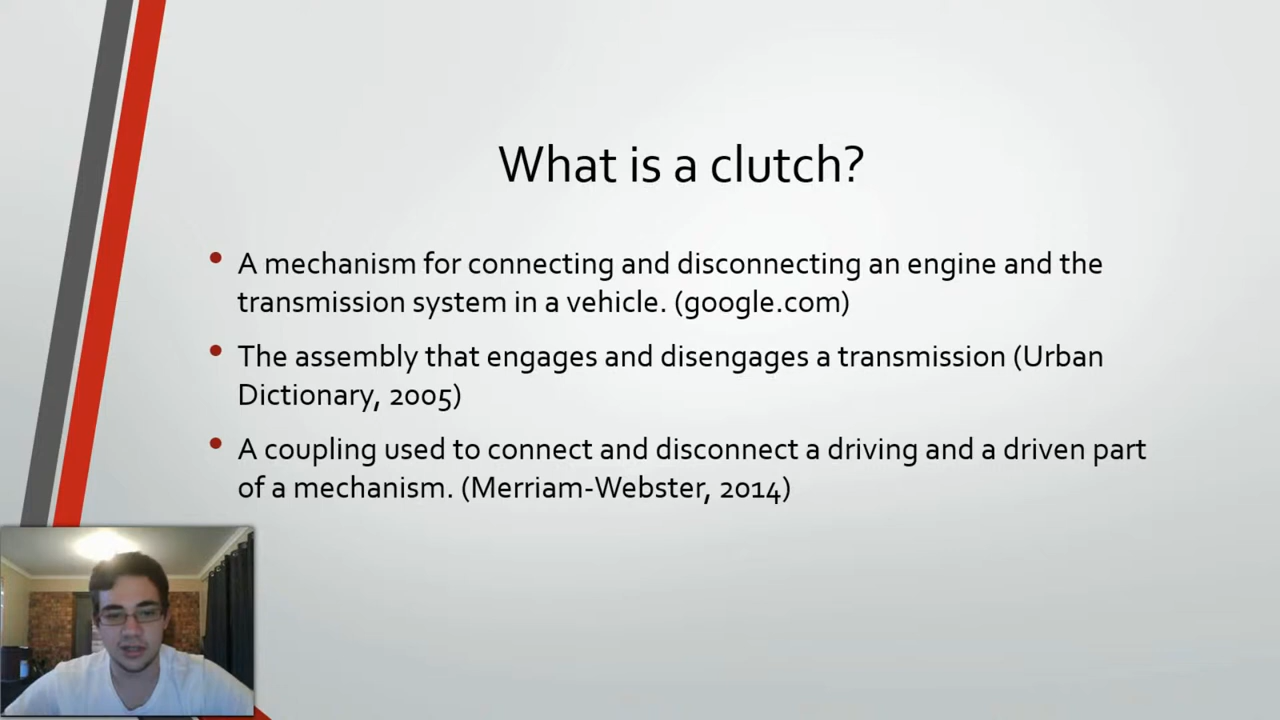 What is a clutch?
• A mechanism for connecting and disconnecting an engine and the
transmission system in a vehicle. (google.com)
• The assembly that engages and disengages a transmission (Urban
Dictionary, 2005)
• A coupling used to connect and disconnect a driving and a driven part
of a mechanism. (Merriam-Webster, 2014)